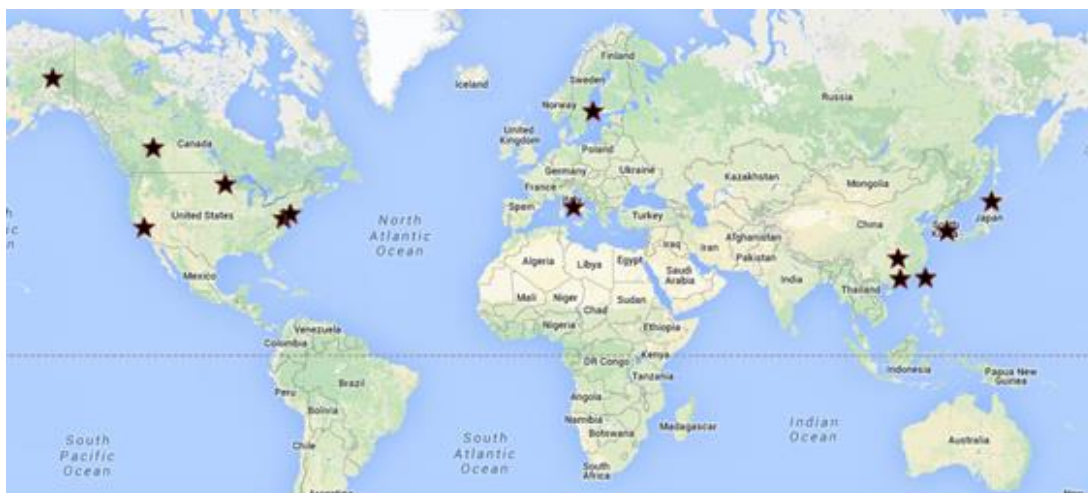 Finland
Iceland
Sweden
Russia
Norway
Canada
United
Kingdom
Poland
Germany
Ukraine
Kazakhstan
France
Mongolia
United States
Spain
Turkey
China
Japan
North
Atlantic
Ocean
Iraq
Iran
Afghanistan
Pakistan
Algeria
Libya
Egypt
Saudi
Arabia
Mexico
India
Thailand
Mali
Niger
Sudan
Chad
Venezuela
Nigeria
Ethiopia
Colombia
Kenya
DR Congo
Indonesia
Papua New
Guinea
Tanzania
Brazil
Peru
Angola
Bolivia
Namibia
Madagascar
Botswana
Indian
Ocean
Chile
South
Pacific
Ocean
South
Atlantic
Ocean
Australia
South
Africa